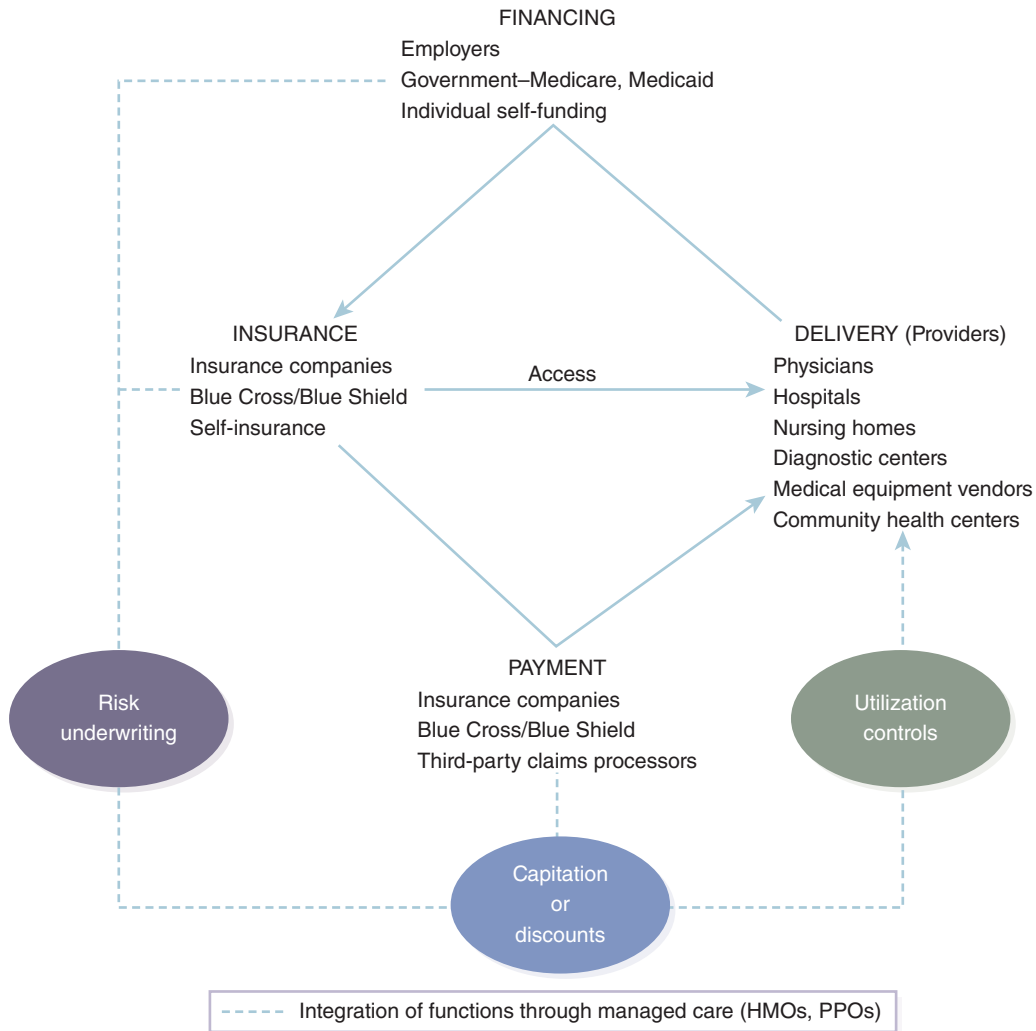 FINANCING
Employers
Government–Medicare, Medicaid
Individual self-funding
INSURANCE
Insurance companies
Blue Cross/Blue Shield
Self-insurance
Access
DELIVERY (Providers)
Physicians
Hospitals
Nursing homes
Diagnostic centers
Medical equipment vendors
Community health centers
Risk
underwriting
PAYMENT
Insurance companies
Blue Cross/Blue Shield
Third-party claims processors
Utilization
controls
Capitation
or
discounts
Integration of functions through managed care (HMOs, PPOs)